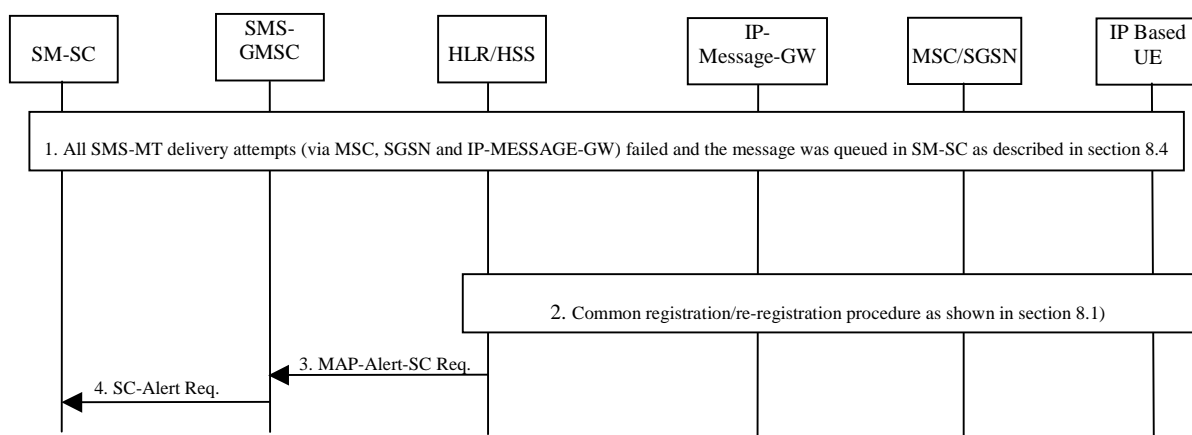 SM-SC
SMS-
GMSC
HLR/HSS
IP-
Message-GW
MSC/SGSN
IP Based
UE
1. All SMS-MT delivery attempts (via MSC, SGSN and IP-MESSAGE-GW) failed and the message was queued in SM-SC as described in section 8.4
2. Common registration/re-registration procedure as shown in section 8.1)
3. MAP-Alert-SC Req.
4. SC-Alert Req.